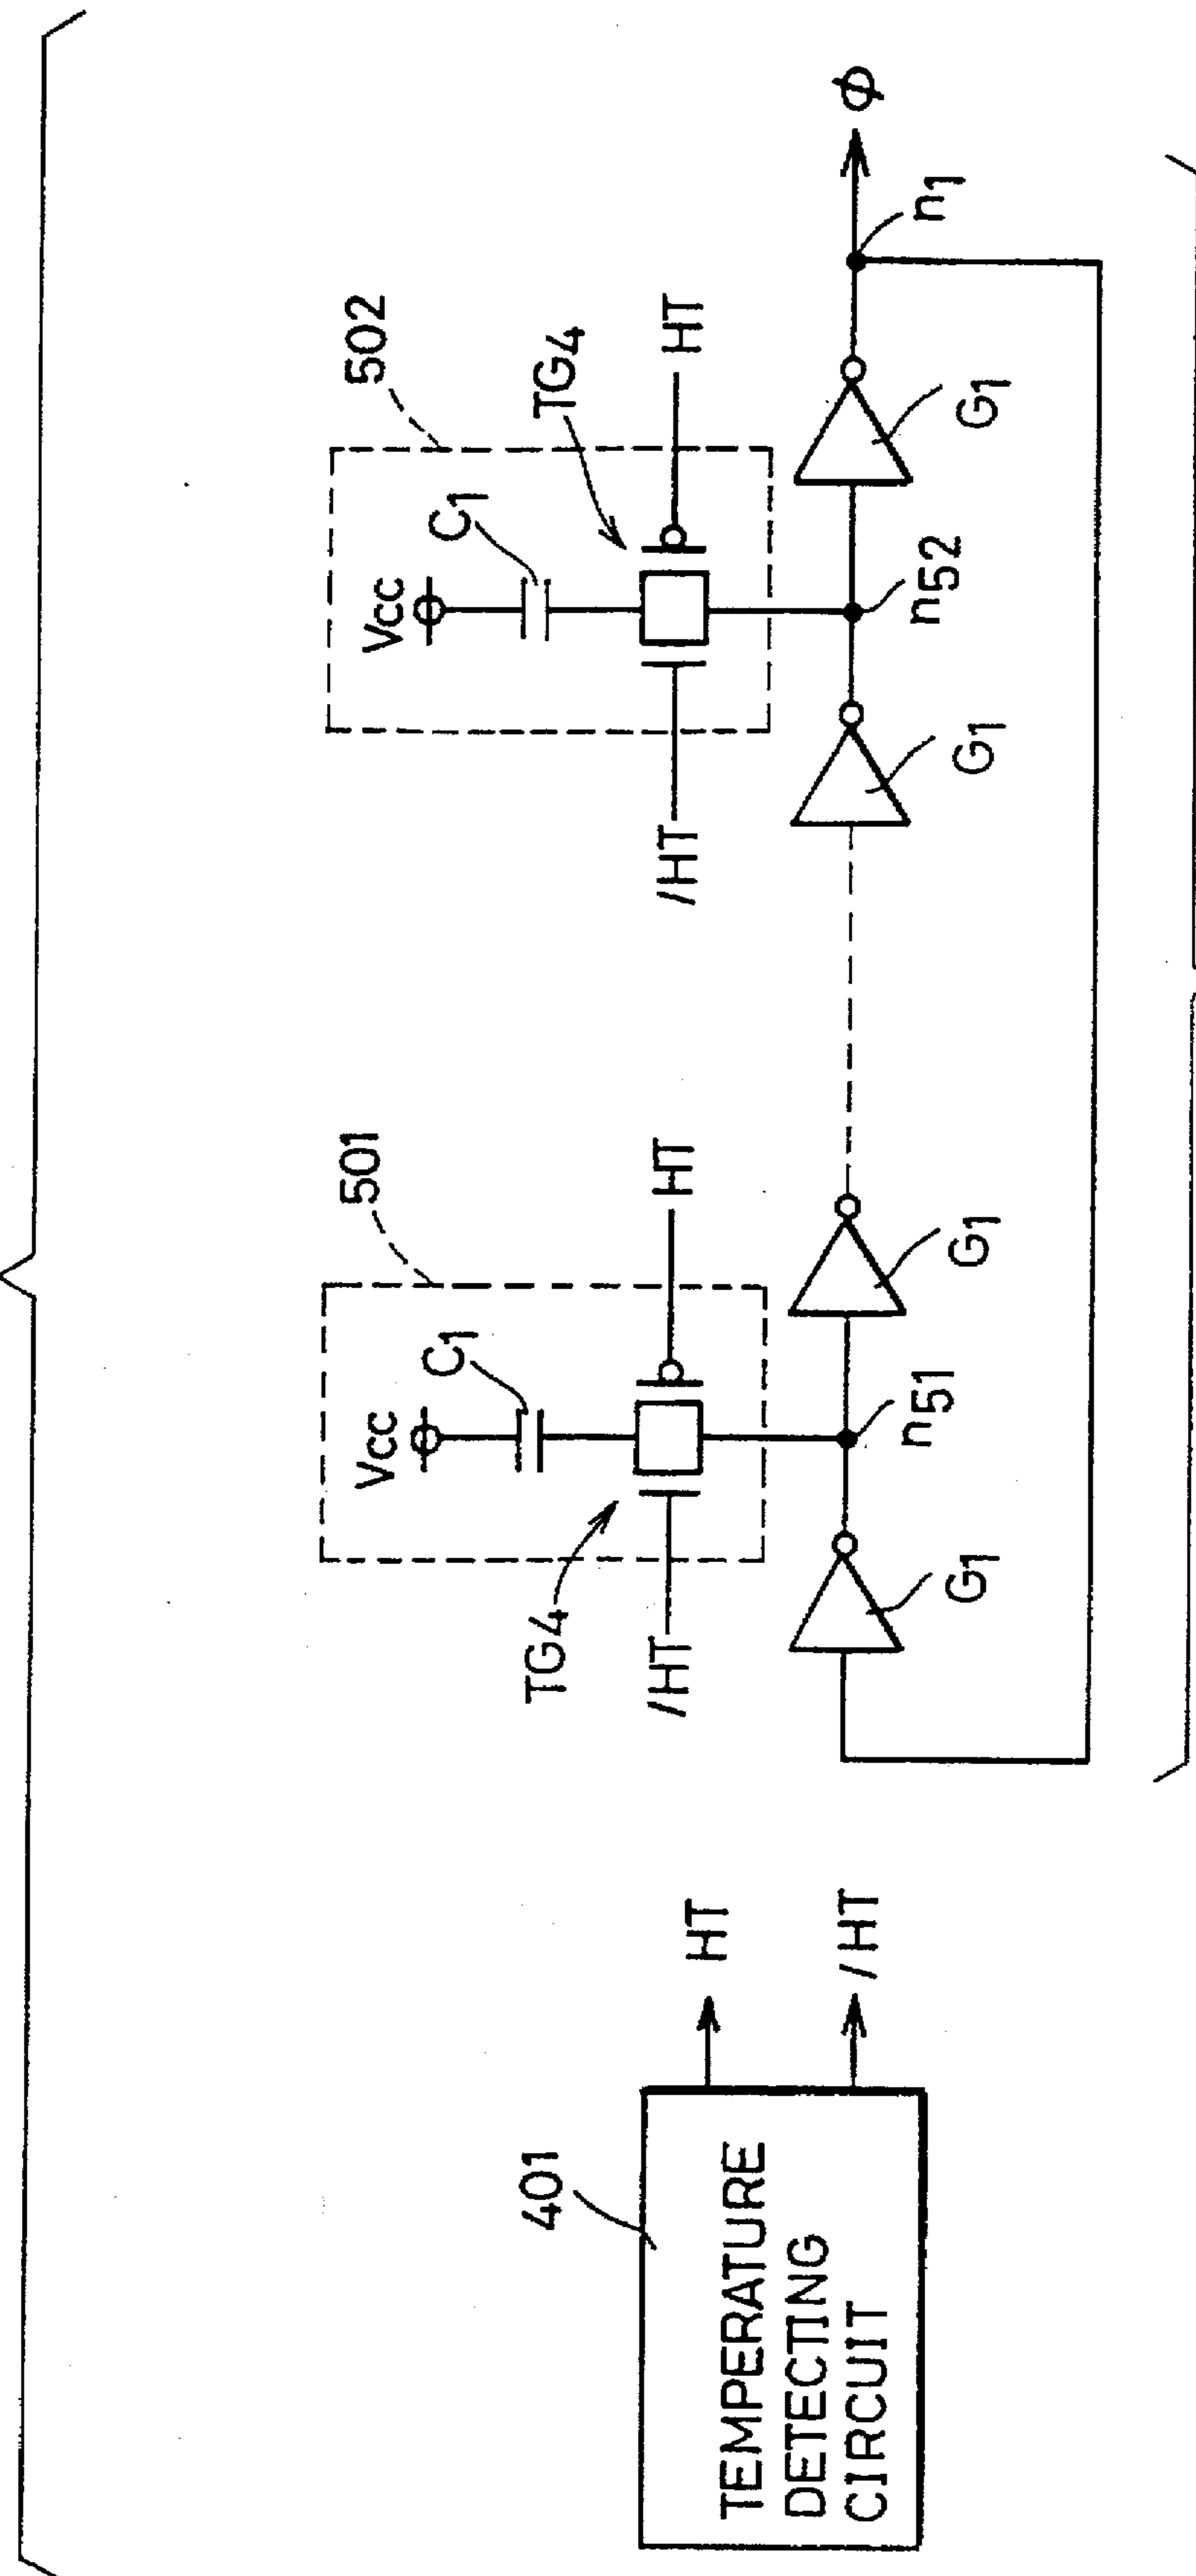 401
TEMPERATURE
DETECTING
CIRCUIT
HT
/HT
501
Vcc
C1
TG4
/HT
HT
n51
G1
G1
502
Vcc
C1
TG4
/HT
HT
n52
G1
G1
n1
ϕ